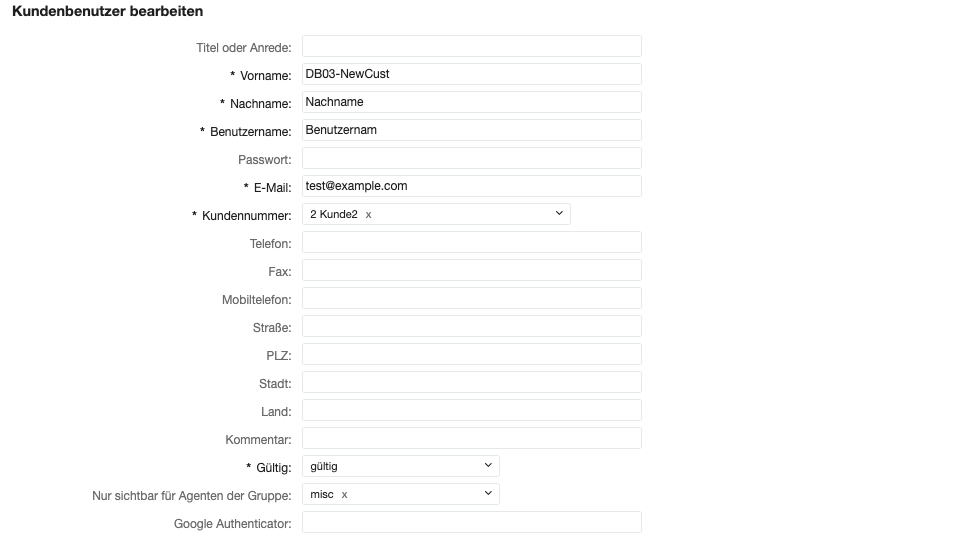 Kundenbenutzer bearbeiten
Titel oder Anrede:
* Vorname: DB03-NewCust
* Nachname: Nachname
* Benutzername: Benutzernam
Passwort:
* E-Mail: test@example.com
* Kundennummer: 2 Kunde2 x
Telefon:
Fax:
Mobiltelefon:
Straße:
PLZ:
Stadt:
Land:
Kommentar:
* Gültig: gültig
Nur sichtbar für Agenten der Gruppe: misc x
Google Authenticator: